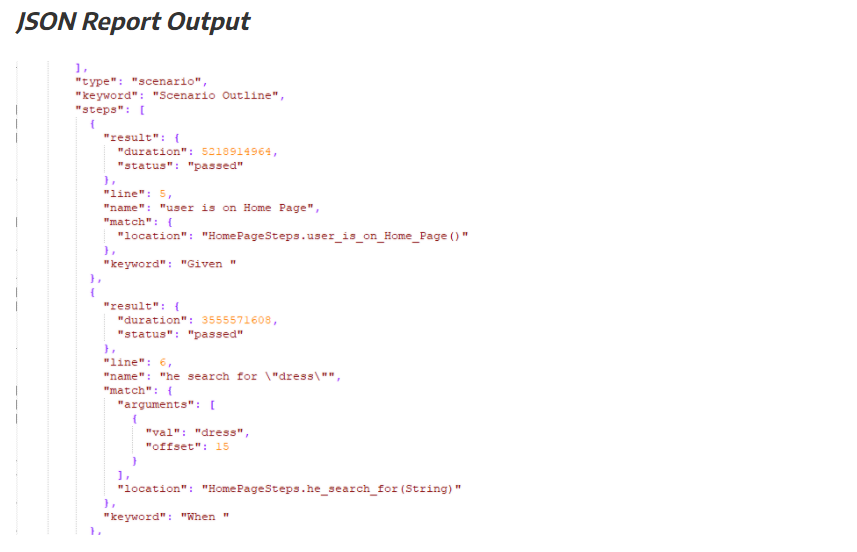 JSON Report Output
],
"type": "scenario",
"keyword": "Scenario Outline",
"steps": [
{
"result": {
"duration": 5218914964,
"status": "passed"
},
"line": 5,
"name": "user is on Home Page",
"match": {
"location": "HomePageSteps.user_is_on_Home_Page()"
},
"keyword": "Given "
},
{
"result": {
"duration": 3555571608,
"status": "passed"
},
"line": 6,
"name": "he search for \"dress\"",
"match": {
"arguments": [
{
"val": "dress",
"offset": 15
}
],
"location": "HomePageSteps.he_search_for(String)"
},
"keyword": "When "
},